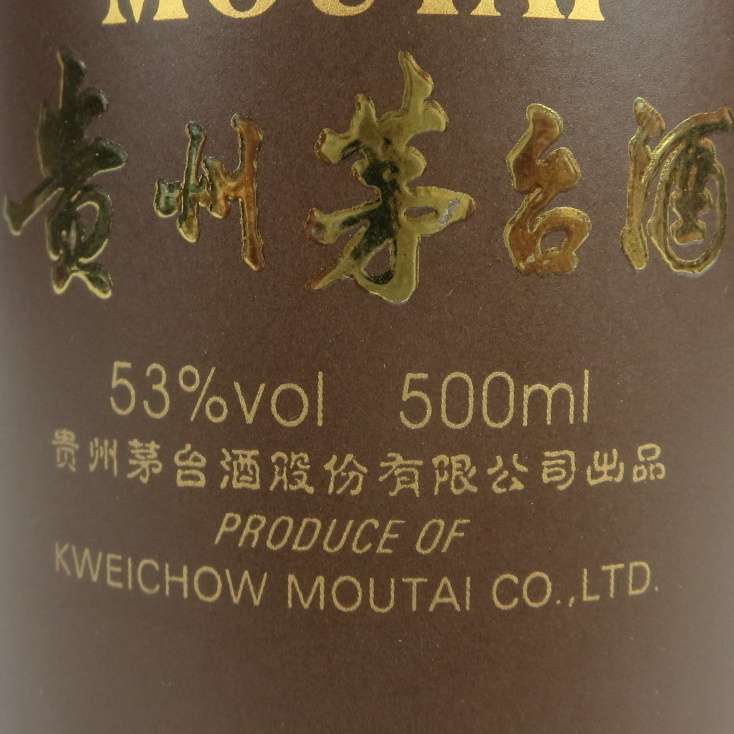 MOUTAI
贵州茅台酒
53%vol 500ml
贵州茅台酒股份有限公司出品
PRODUCE OF
KWEICHOW MOUTAI CO.,LTD.